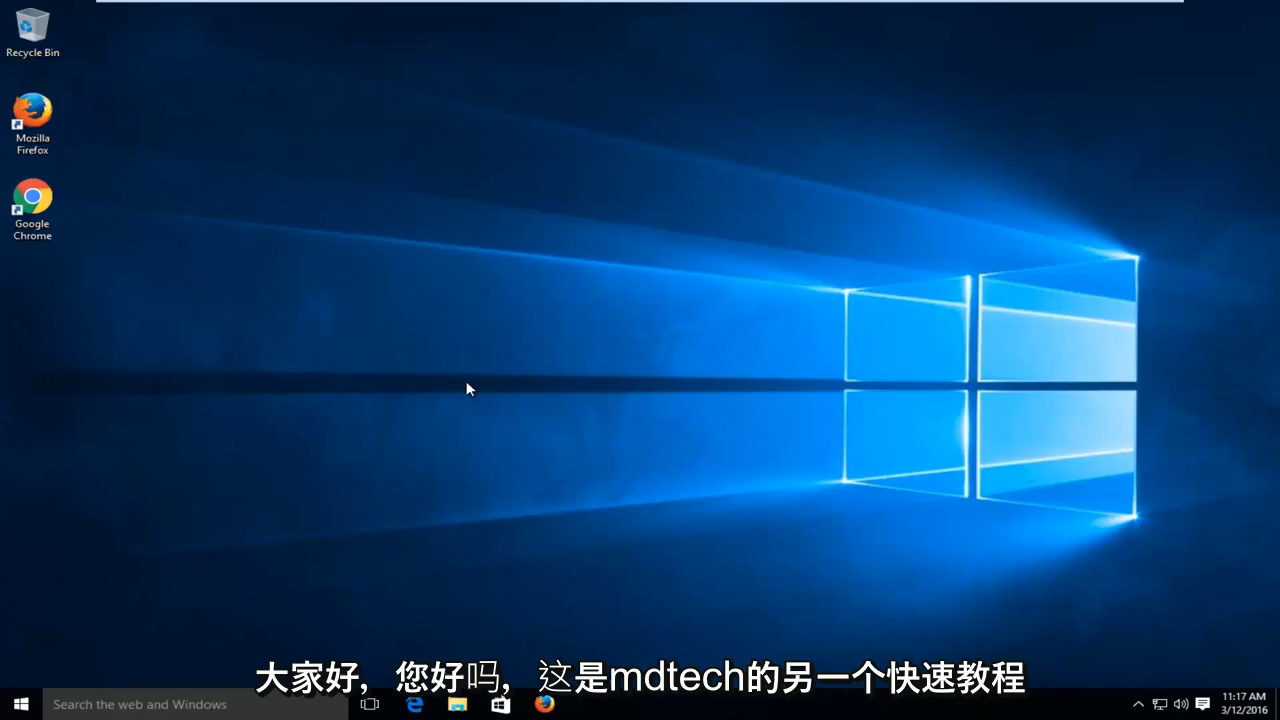 Recycle Bin
Mozilla
Firefox
Google
Chrome
大家好，您好吗，这是mdtech的另一个快速教程
Search the web and Windows
11:17 AM
3/12/2016